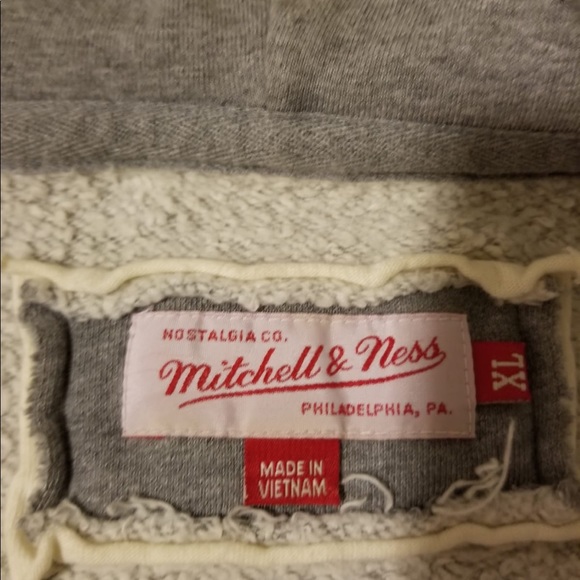 NOSTALGIA CO.
Mitchell & Ness
PHILADELPHIA, PA.
XL
MADE IN
VIETNAM